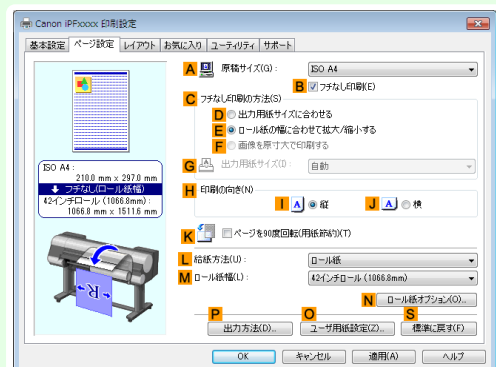 Canon iPFxxxx 印刷設定
基本設定 ページ設定 レイアウト お気に入り ユーティリティ サポート
A 原稿サイズ(G): ISO A4
B フチなし印刷(E)
C フチなし印刷の方法(S)
D 出力用紙サイズに合わせる
E ロール紙の幅に合わせて拡大/縮小する
F 画像を原寸大で印刷する
G 出力用紙サイズ(I): 自動
H 印刷の向き(N)
I A 縦 J A 横
K ページを90度回転(用紙節約)(T)
L 給紙方法(U): ロール紙
M ロール紙幅(L): 42インチロール (1066.8mm)
N ロール紙オプション(O)...
P O S
出力方法(D)... ユーザ用紙設定(Z)... 標準に戻す(F)
ISO A4 :
210.0 mm x 297.0 mm
フチなし(ロール紙幅)
42インチロール (1066.8mm) :
1066.8 mm x 1511.6 mm
R
OK キャンセル 適用(A) ヘルプ